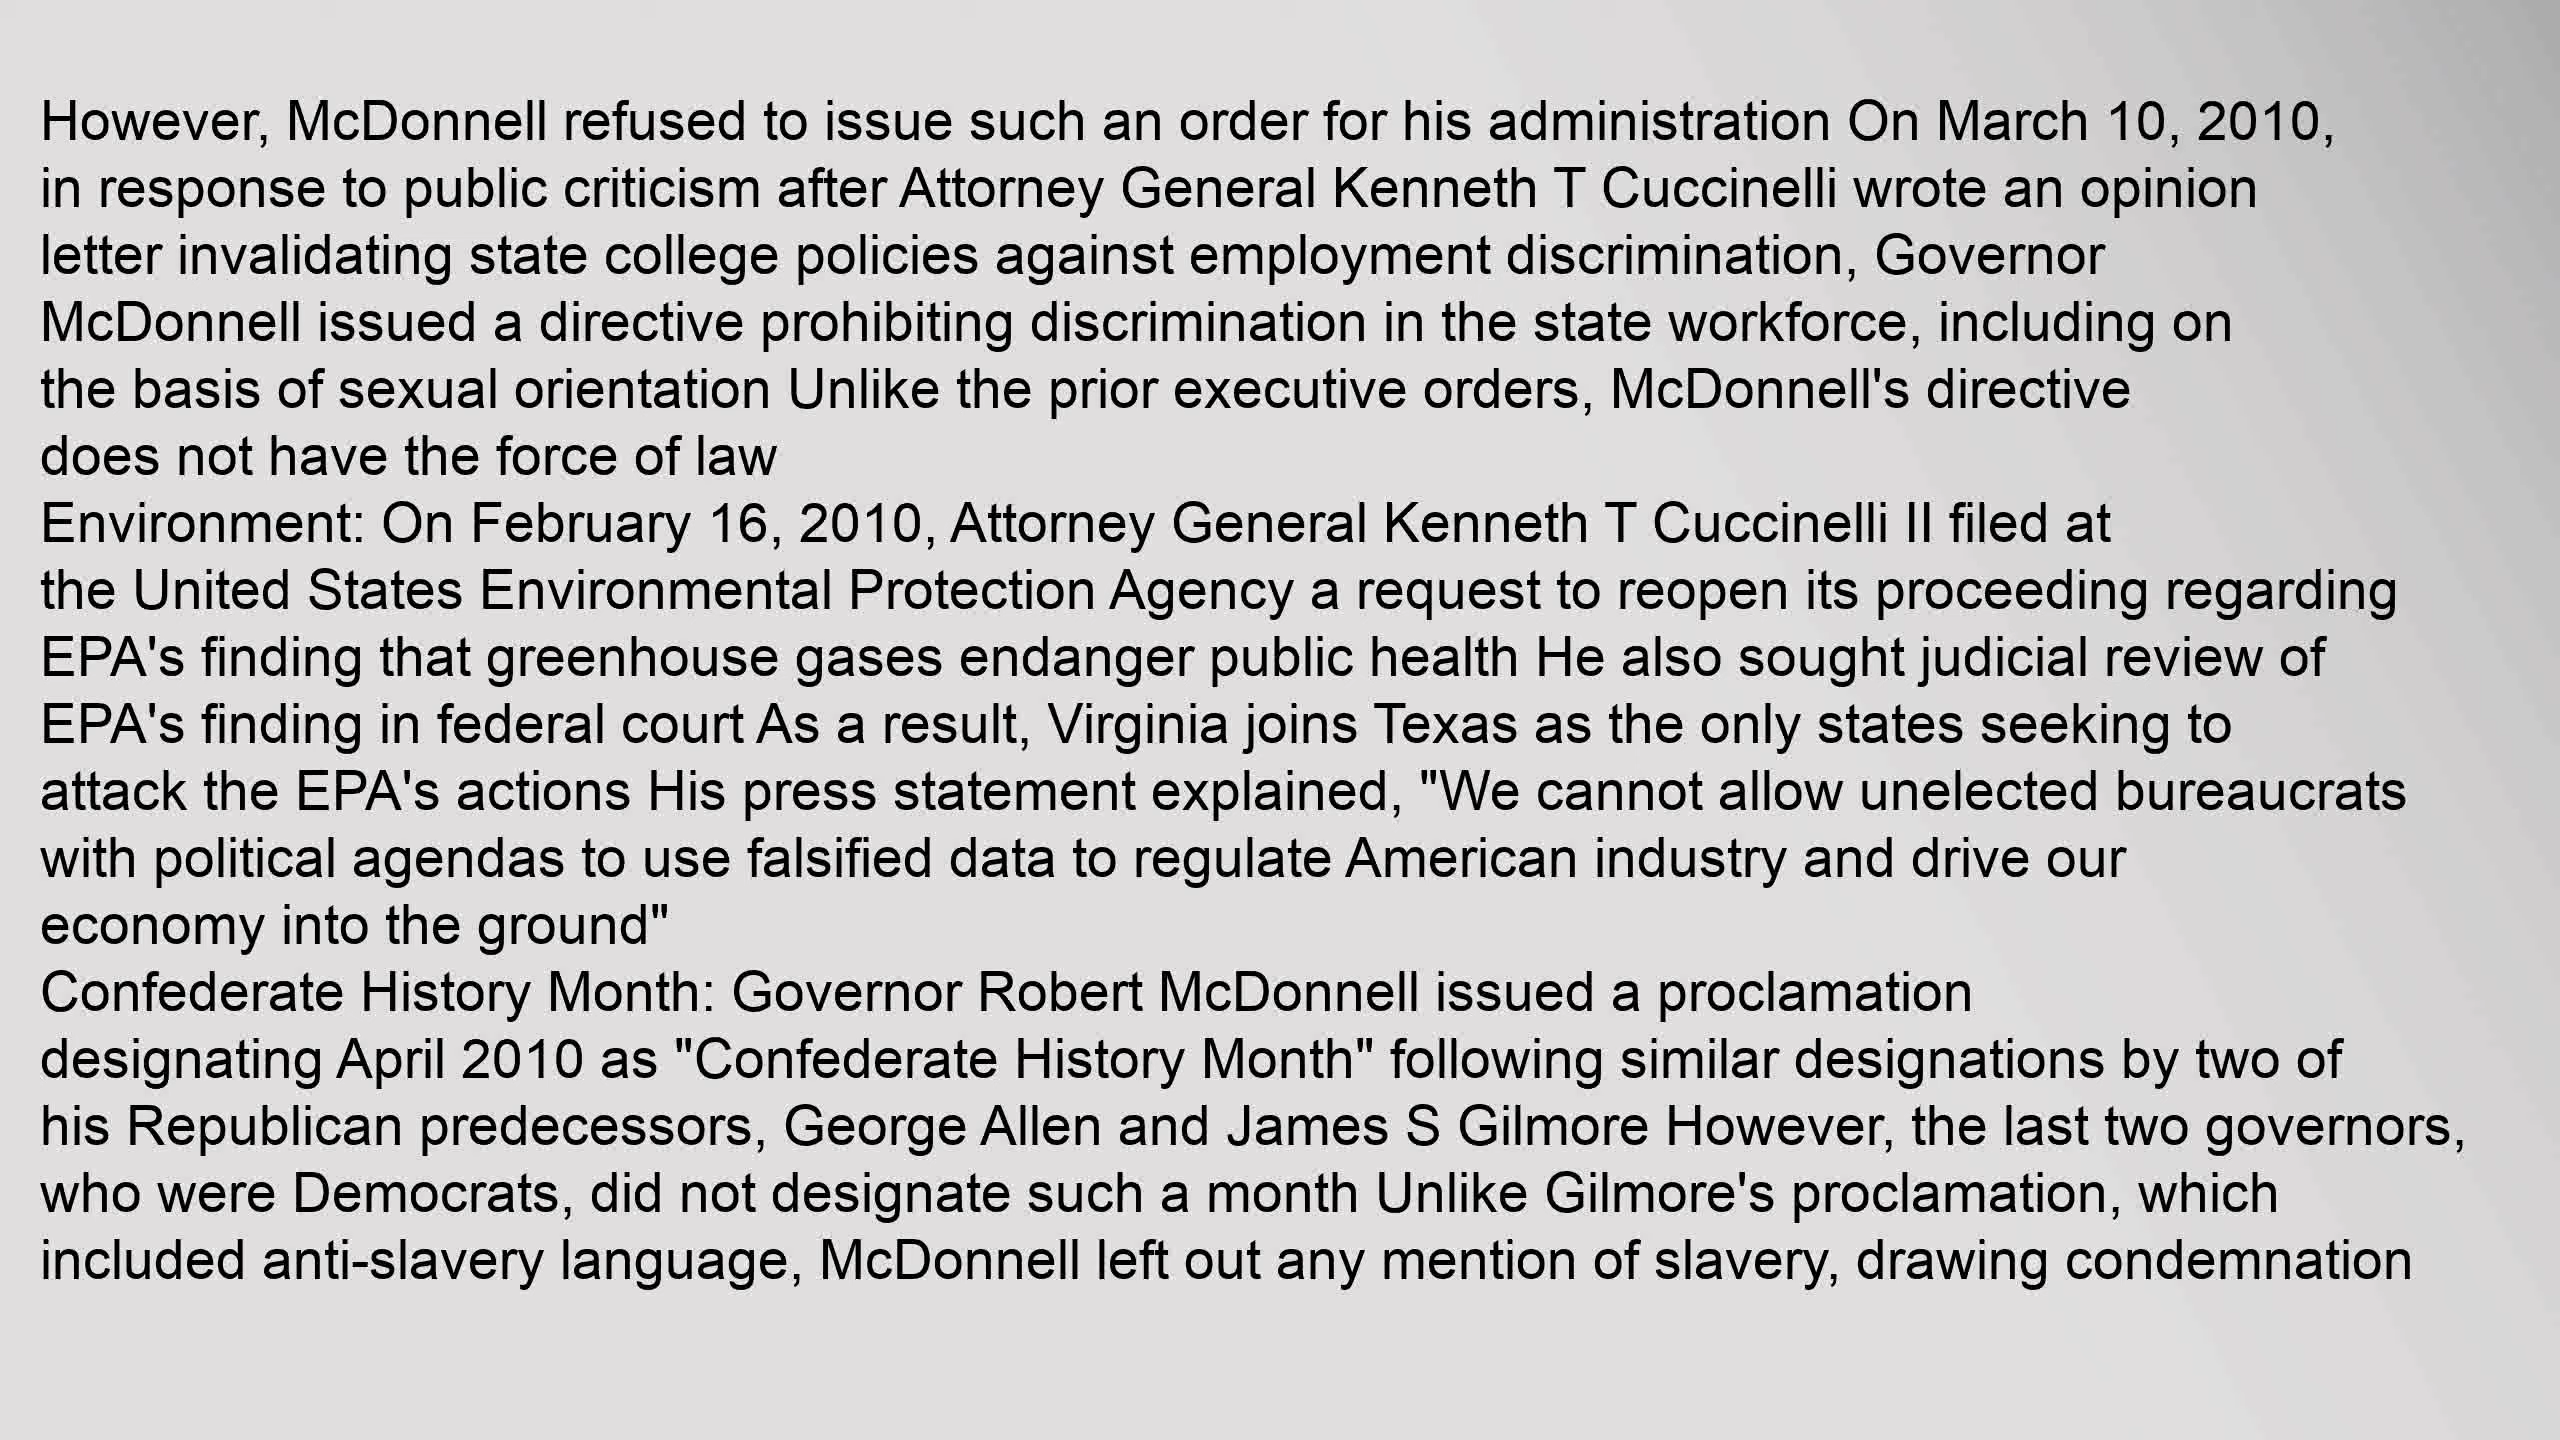 However, McDonnell refused to issue such an order for his administration On March 10, 2010,
in response to public criticism after Attorney General Kenneth T Cuccinelli wrote an opinion
letter invalidating state college policies against employment discrimination, Governor
McDonnell issued a directive prohibiting discrimination in the state workforce, including on
the basis of sexual orientation Unlike the prior executive orders, McDonnell's directive
does not have the force of law
Environment: On February 16, 2010, Attorney General Kenneth T Cuccinelli II filed at
the United States Environmental Protection Agency a request to reopen its proceeding regarding
EPA's finding that greenhouse gases endanger public health He also sought judicial review of
EPA's finding in federal court As a result, Virginia joins Texas as the only states seeking to
attack the EPA's actions His press statement explained, "We cannot allow unelected bureaucrats
with political agendas to use falsified data to regulate American industry and drive our
economy into the ground"
Confederate History Month: Governor Robert McDonnell issued a proclamation
designating April 2010 as "Confederate History Month" following similar designations by two of
his Republican predecessors, George Allen and James S Gilmore However, the last two governors,
who were Democrats, did not designate such a month Unlike Gilmore's proclamation, which
included anti-slavery language, McDonnell left out any mention of slavery, drawing condemnation